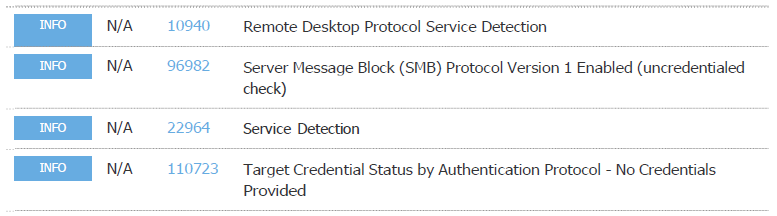 INFO N/A 10940 Remote Desktop Protocol Service Detection
INFO N/A 96982 Server Message Block (SMB) Protocol Version 1 Enabled (uncredentialed
check)
INFO N/A 22964 Service Detection
INFO N/A 110723 Target Credential Status by Authentication Protocol - No Credentials
Provided